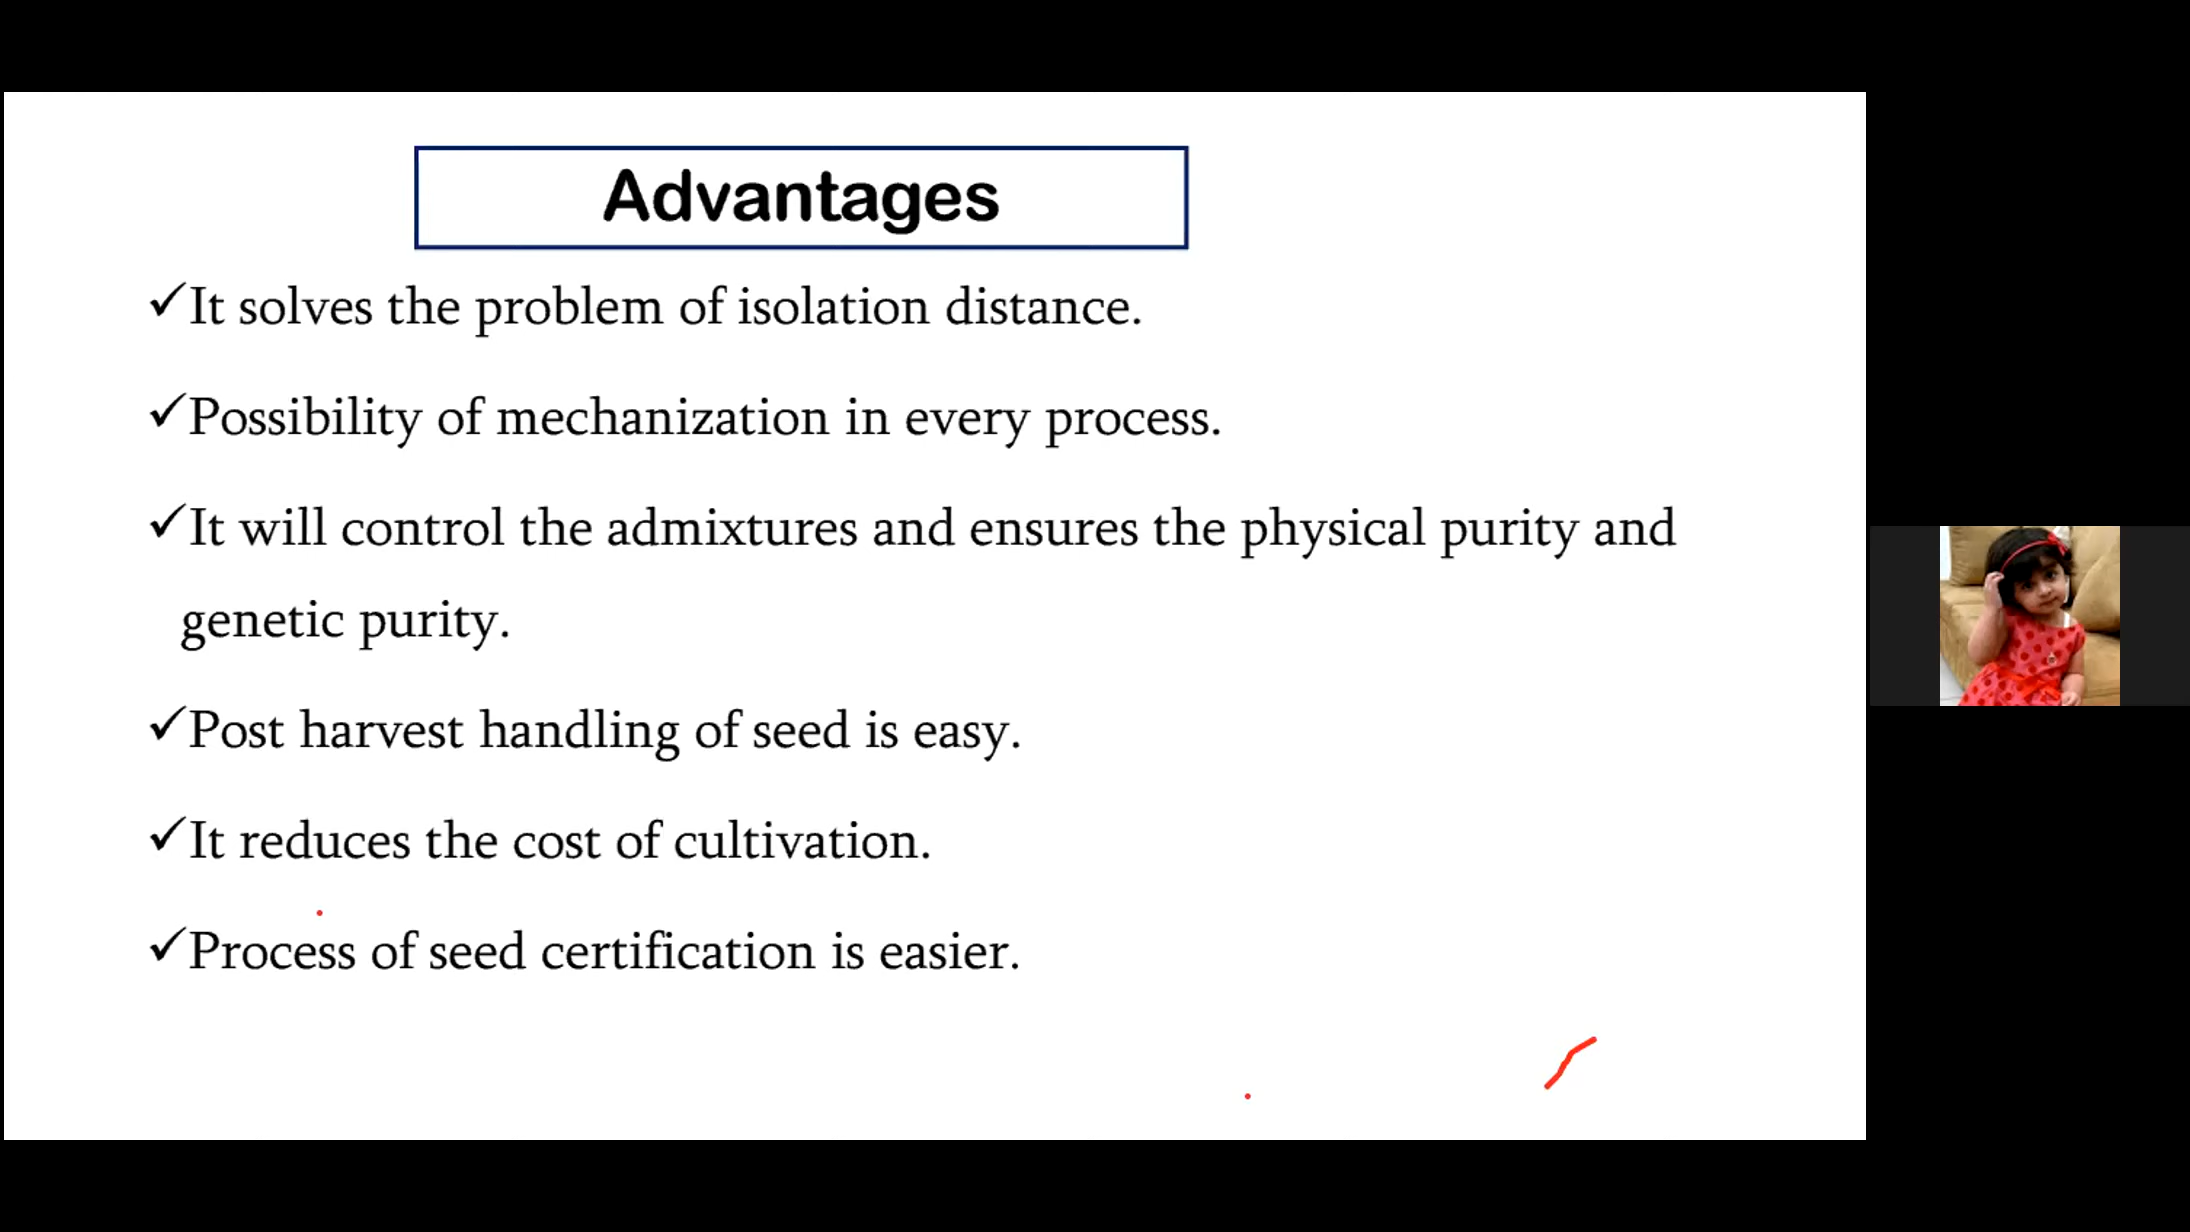 Advantages
✓It solves the problem of isolation distance.
✓Possibility of mechanization in every process.
✓It will control the admixtures and ensures the physical purity and
genetic purity.
✓Post harvest handling of seed is easy.
✓It reduces the cost of cultivation.
✓Process of seed certification is easier.